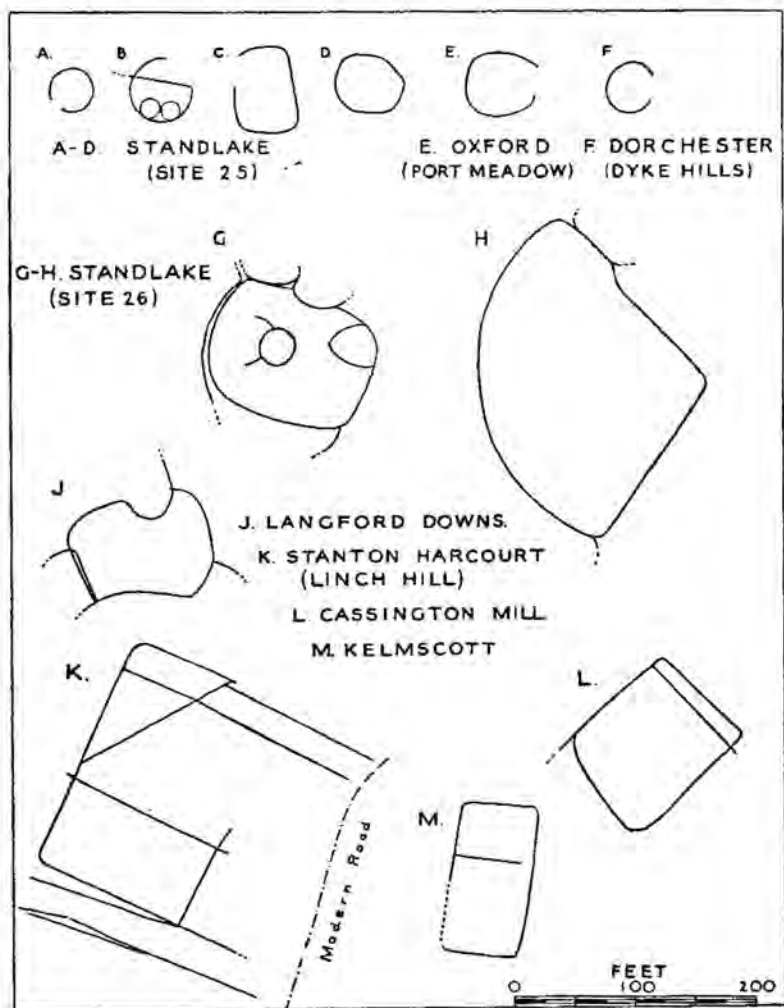 A. B. C. D. E. F.
A-D. STANDLAKE
(SITE 25)
E. OXFORD
(PORT MEADOW)
F. DORCHESTER
(DYKE HILLS)
G
H.
G-H. STANDLAKE
(SITE 26)
J.
J. LANGFORD DOWNS.
K. STANTON HARCOURT
(LINCH HILL)
L. CASSINGTON MILL
M. KELMSCOTT
K.
L.
M.
Modern Road
FEET
0 100 200